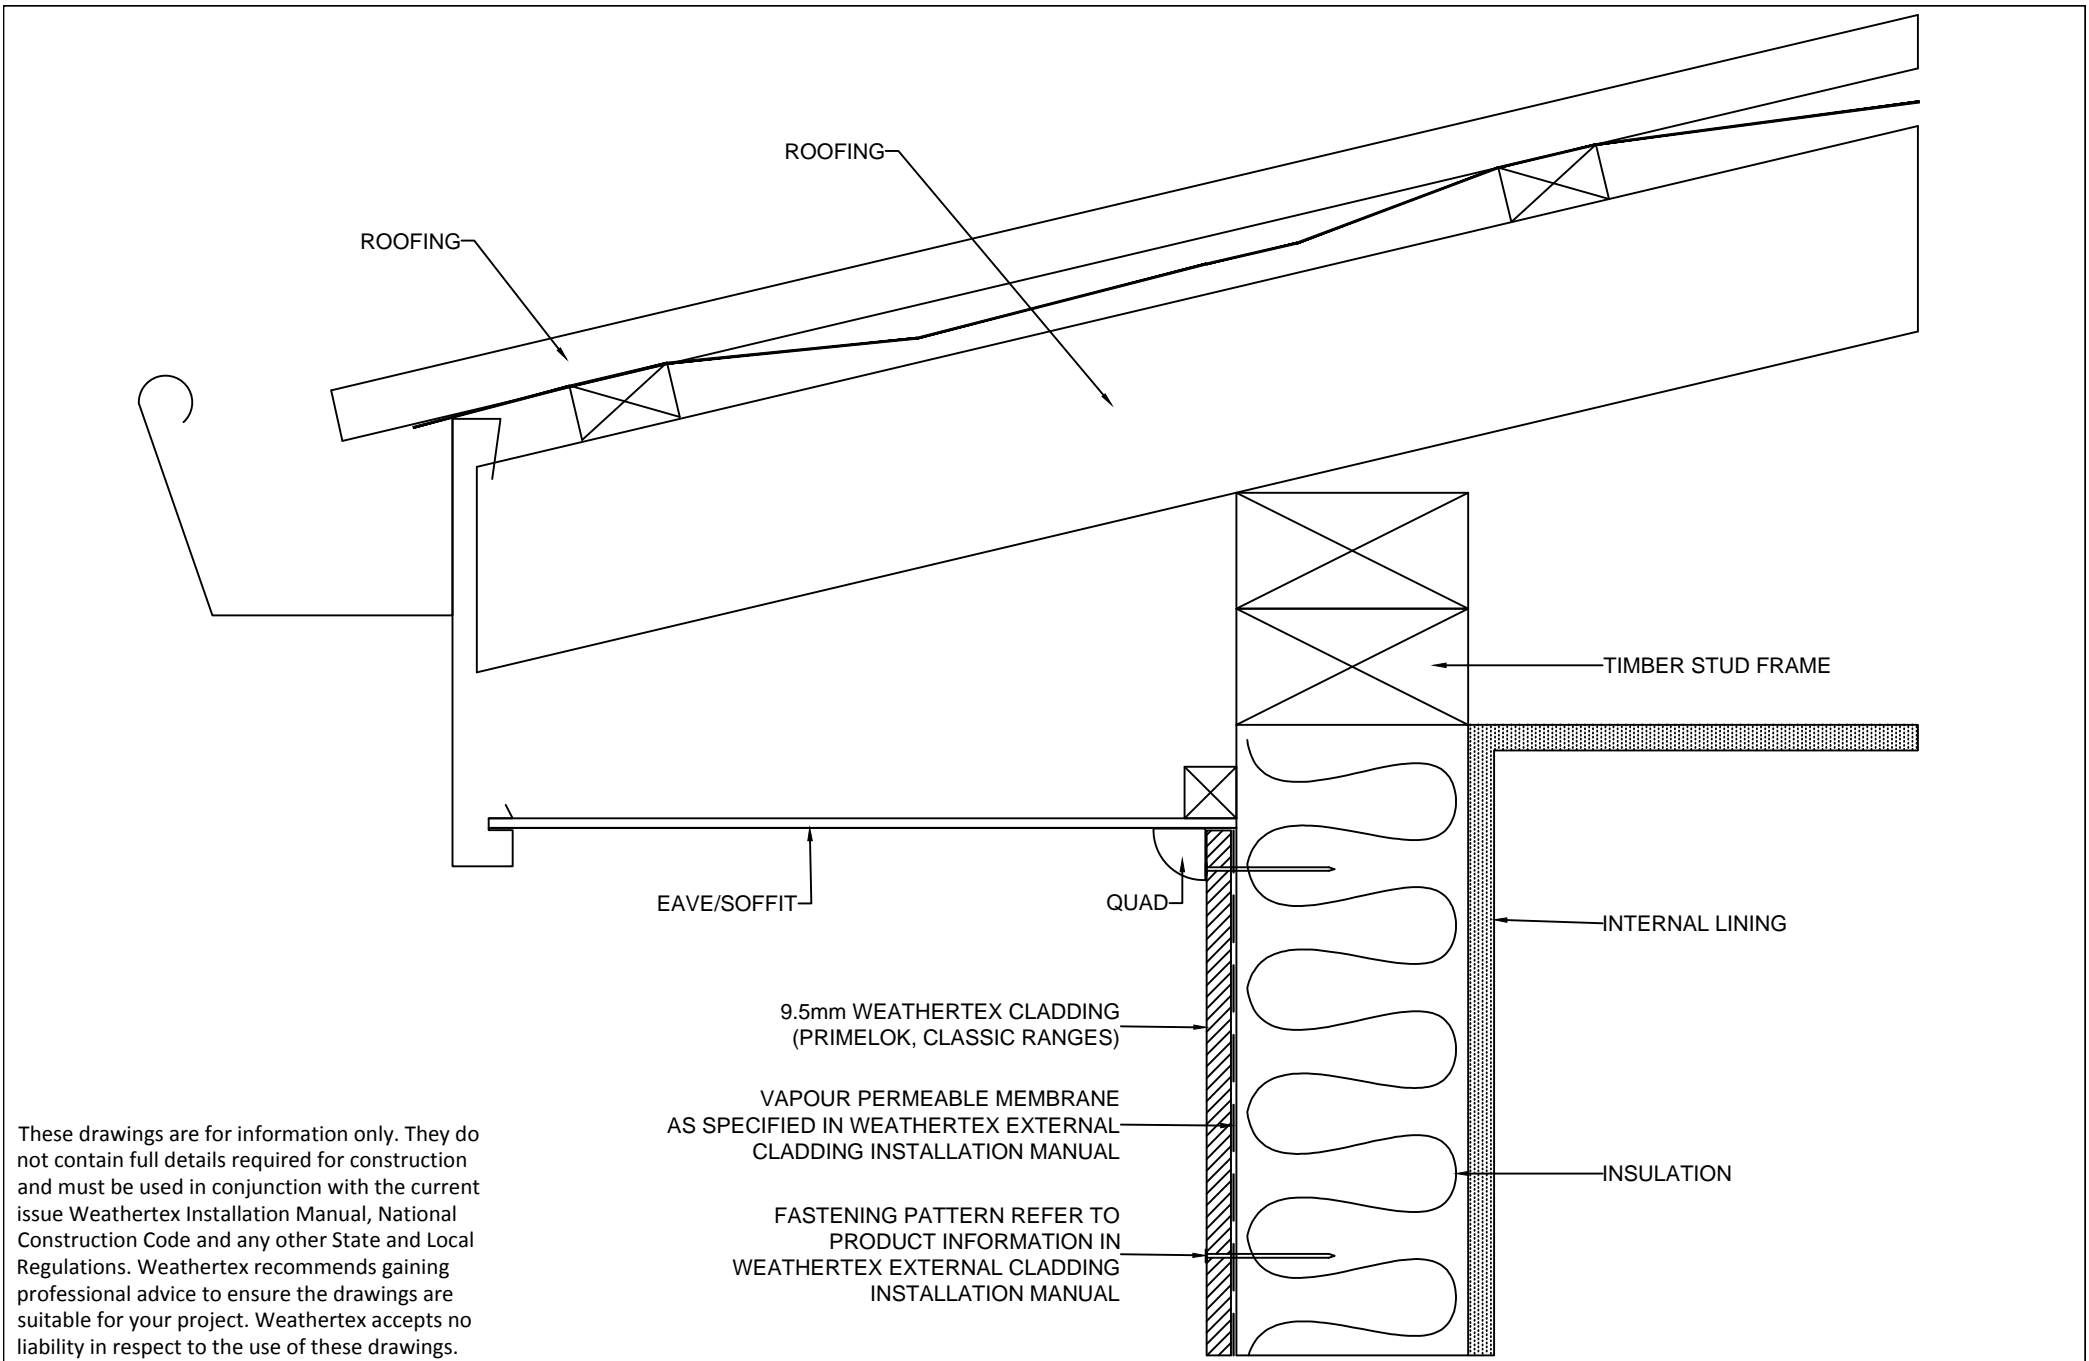 ROOFING
ROOFING
TIMBER STUD FRAME
EAVE/SOFFIT
QUAD
INTERNAL LINING
9.5mm WEATHERTEX CLADDING
(PRIMELOK, CLASSIC RANGES)
VAPOUR PERMEABLE MEMBRANE
AS SPECIFIED IN WEATHERTEX EXTERNAL
CLADDING INSTALLATION MANUAL
INSULATION
FASTENING PATTERN REFER TO
PRODUCT INFORMATION IN
WEATHERTEX EXTERNAL CLADDING
INSTALLATION MANUAL
These drawings are for information only. They do
not contain full details required for construction
and must be used in conjunction with the current
issue Weathertex Installation Manual, National
Construction Code and any other State and Local
Regulations. Weathertex recommends gaining
professional advice to ensure the drawings are
suitable for your project. Weathertex accepts no
liability in respect to the use of these drawings.